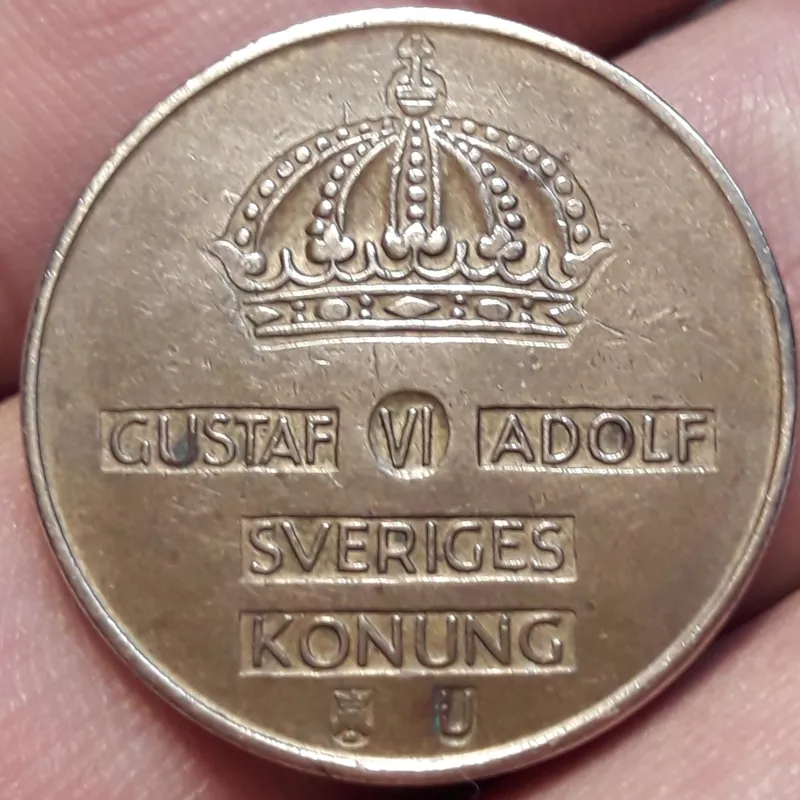 GUSTAF VI ADOLF
SVERIGES
KONUNG
U